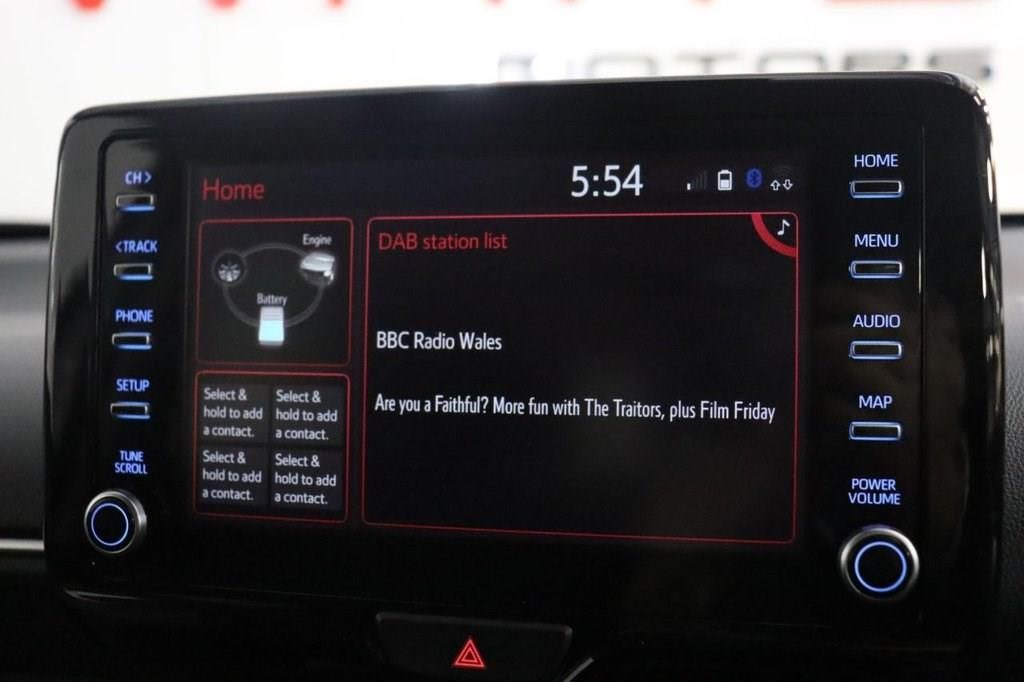 MOTORS
CH>
<TRACK
PHONE
SETUP
TUNE
SCROLL
Home
5:54
Engine
Battery
Select &
hold to add
a contact.
Select &
hold to add
a contact.
Select &
hold to add
a contact.
Select &
hold to add
a contact.
DAB station list
BBC Radio Wales
Are you a Faithful? More fun with The Traitors, plus Film Friday
HOME
MENU
AUDIO
MAP
POWER
VOLUME